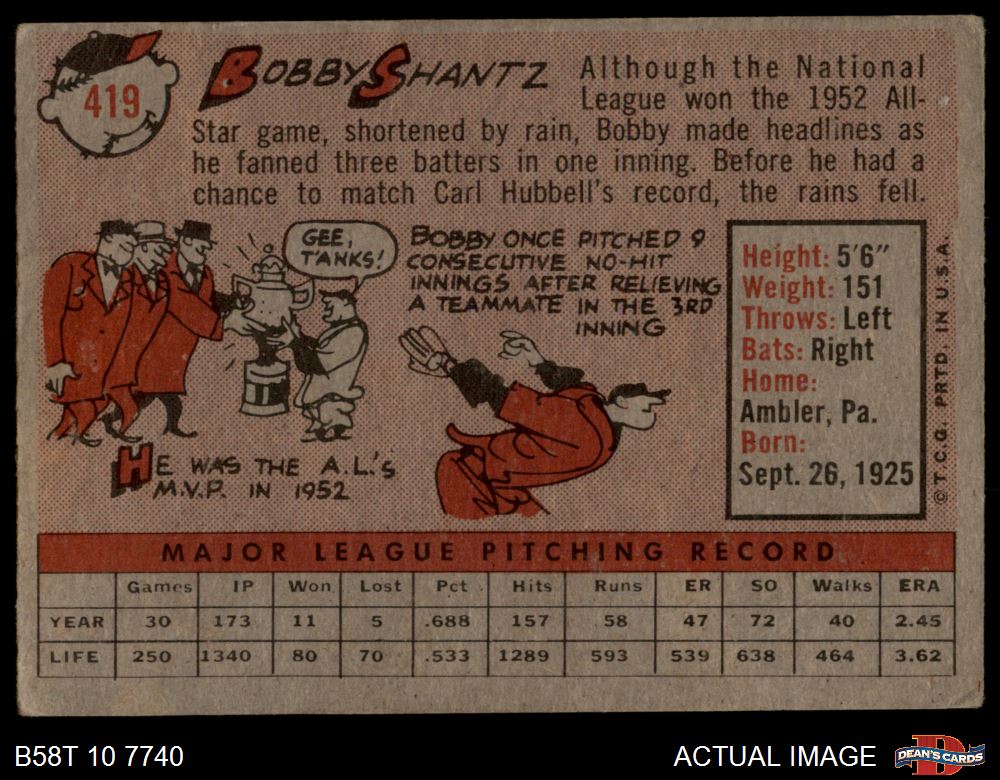 419
BOBBY SHANTZ
Although the National
League won the 1952 All-
Star game, shortened by rain, Bobby made headlines as
he fanned three batters in one inning. Before he had a
chance to match Carl Hubbell's record, the rains fell.
GEE,
T'ANKS!
HE WAS THE A.L.'s
M.V.P. IN 1952
BOBBY ONCE PITCHED 9
CONSECUTIVE NO-HIT
INNINGS AFTER RELIEVING
A TEAMMATE IN THE 3RD
INNING
Height: 5'6"
Weight: 151
Throws: Left
Bats: Right
Home:
Ambler, Pa.
Born:
Sept. 26, 1925
©T.C.G. PRTD. IN U.S.A.
MAJOR LEAGUE PITCHING RECORD
Games IP Won Lost Pct Hits Runs ER SO Walks ERA
YEAR 30 173 11 5 .688 157 58 47 72 40 2.45
LIFE 250 1340 80 70 .533 1289 593 539 638 464 3.62
B58T 10 7740
ACTUAL IMAGE
D
DEAN'S CARDS